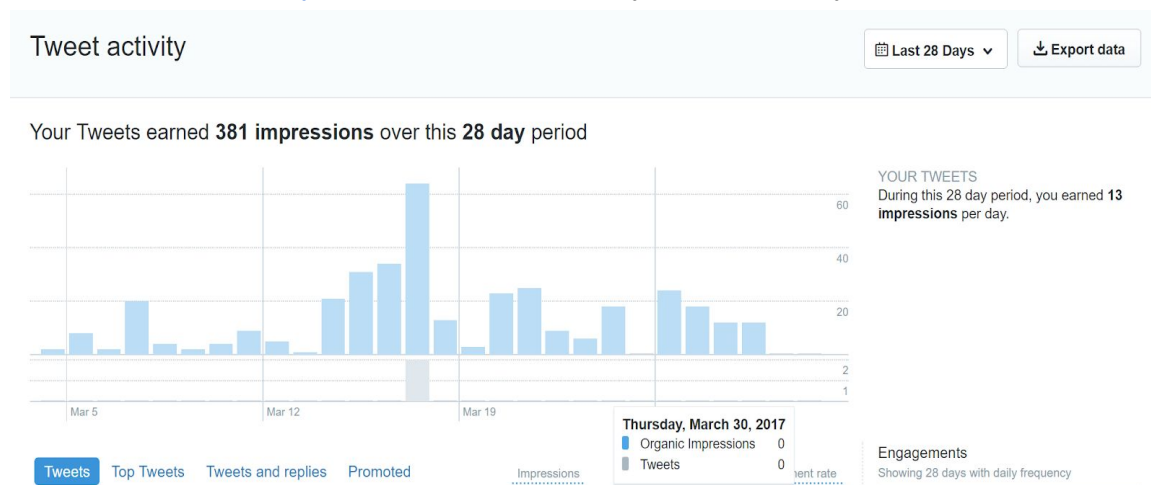 Tweet activity
Last 28 Days
Export data
Your Tweets earned 381 impressions over this 28 day period
YOUR TWEETS
During this 28 day period, you earned 13
impressions per day.
60
40
20
2
1
Mar 5
Mar 12
Mar 19
Thursday, March 30, 2017
Organic Impressions 0
Tweets 0
Tweets
Top Tweets
Tweets and replies
Promoted
Impressions
rate
Engagements
Showing 28 days with daily frequency